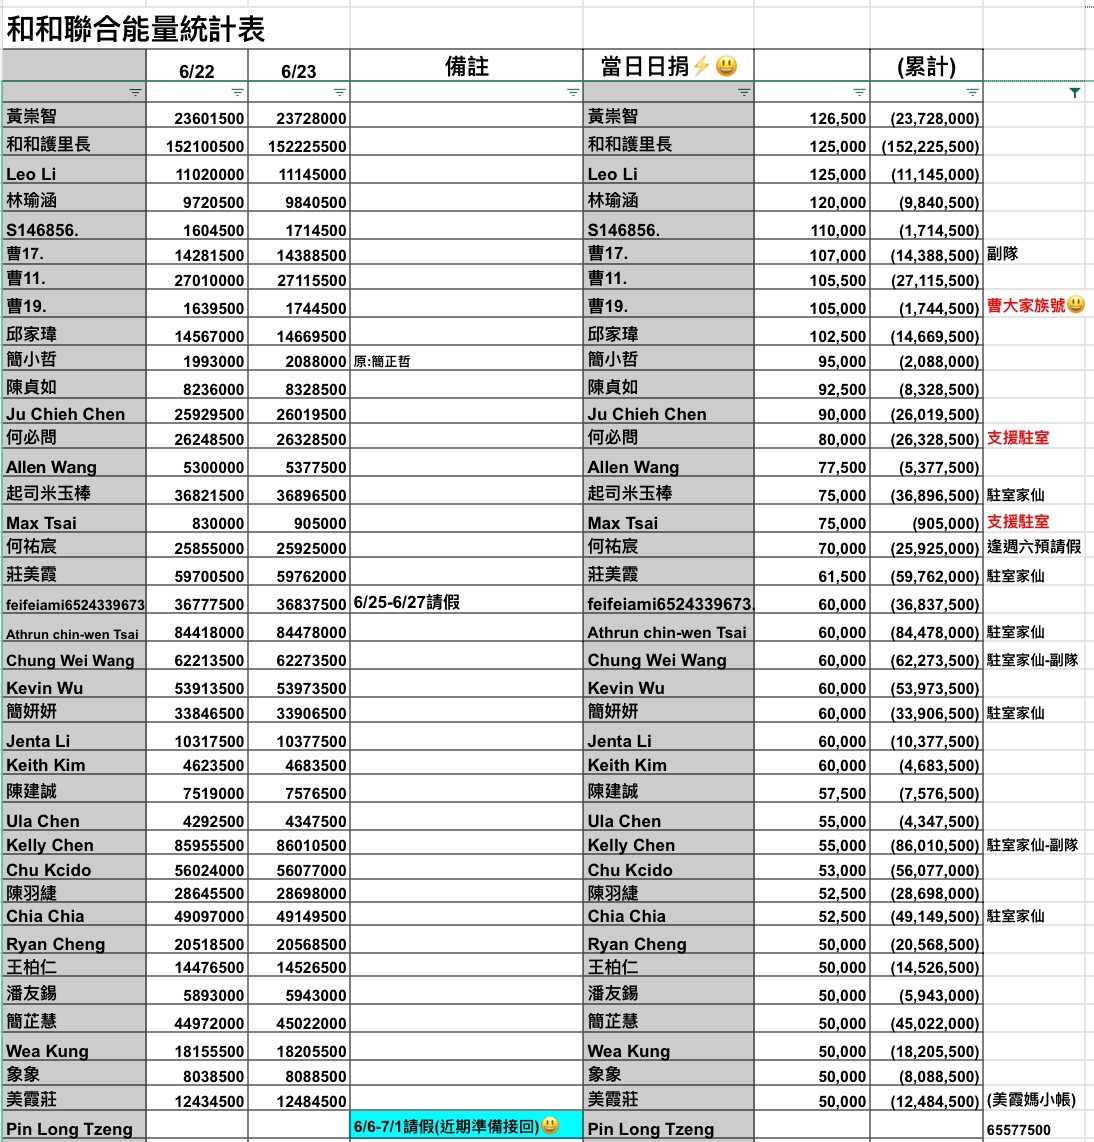 和和聯合能量統計表
6/22 6/23 備註 當日日捐⚡😃 (累計)
黃崇智 23601500 23728000 黃崇智 126,500 (23,728,000)
和和護里長 152100500 152225500 和和護里長 125,000 (152,225,500)
Leo Li 11020000 11145000 Leo Li 125,000 (11,145,000)
林瑜涵 9720500 9840500 林瑜涵 120,000 (9,840,500)
S146856. 1604500 1714500 S146856. 110,000 (1,714,500)
曹17. 14281500 14388500 曹17. 107,000 (14,388,500) 副隊
曹11. 27010000 27115500 曹11. 105,500 (27,115,500)
曹19. 1639500 1744500 曹19. 105,000 (1,744,500) 曹大家族號😃
邱家瑋 14567000 14669500 邱家瑋 102,500 (14,669,500)
簡小哲 1993000 2088000 原:簡正哲 簡小哲 95,000 (2,088,000)
陳貞如 8236000 8328500 陳貞如 92,500 (8,328,500)
Ju Chieh Chen 25929500 26019500 Ju Chieh Chen 90,000 (26,019,500)
何必問 26248500 26328500 何必問 80,000 (26,328,500) 支援駐室
Allen Wang 5300000 5377500 Allen Wang 77,500 (5,377,500)
起司米玉棒 36821500 36896500 起司米玉棒 75,000 (36,896,500) 駐室家仙
Max Tsai 830000 905000 Max Tsai 75,000 (905,000) 支援駐室
何祐宸 25855000 25925000 何祐宸 70,000 (25,925,000) 逢週六預請假
莊美霞 59700500 59762000 莊美霞 61,500 (59,762,000) 駐室家仙
feifeiami6524339673 36777500 36837500 6/25-6/27請假 feifeiami6524339673. 60,000 (36,837,500)
Athrun chin-wen Tsai 84418000 84478000 Athrun chin-wen Tsai 60,000 (84,478,000) 駐室家仙
Chung Wei Wang 62213500 62273500 Chung Wei Wang 60,000 (62,273,500) 駐室家仙-副隊
Kevin Wu 53913500 53973500 Kevin Wu 60,000 (53,973,500)
簡妍妍 33846500 33906500 簡妍妍 60,000 (33,906,500) 駐室家仙
Jenta Li 10317500 10377500 Jenta Li 60,000 (10,377,500)
Keith Kim 4623500 4683500 Keith Kim 60,000 (4,683,500)
陳建誠 7519000 7576500 陳建誠 57,500 (7,576,500)
Ula Chen 4292500 4347500 Ula Chen 55,000 (4,347,500)
Kelly Chen 85955500 86010500 Kelly Chen 55,000 (86,010,500) 駐室家仙-副隊
Chu Kcido 56024000 56077000 Chu Kcido 53,000 (56,077,000)
陳羽緁 28645500 28698000 陳羽緁 52,500 (28,698,000)
Chia Chia 49097000 49149500 Chia Chia 52,500 (49,149,500) 駐室家仙
Ryan Cheng 20518500 20568500 Ryan Cheng 50,000 (20,568,500)
王柏仁 14476500 14526500 王柏仁 50,000 (14,526,500)
潘友錫 5893000 5943000 潘友錫 50,000 (5,943,000)
簡芷慧 44972000 45022000 簡芷慧 50,000 (45,022,000)
Wea Kung 18155500 18205500 Wea Kung 50,000 (18,205,500)
象象 8038500 8088500 象象 50,000 (8,088,500)
美霞莊 12434500 12484500 美霞莊 50,000 (12,484,500) (美霞媽小帳)
Pin Long Tzeng 6/6-7/1請假(近期準備接回)😃 Pin Long Tzeng 65577500